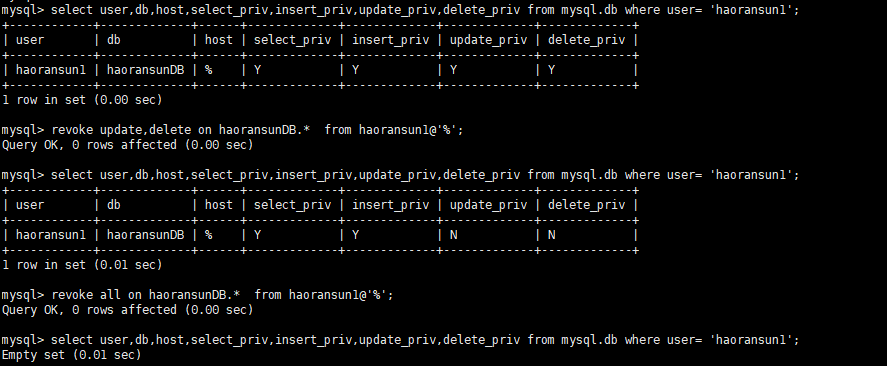 mysql> select user,db,host,select_priv,insert_priv,update_priv,delete_priv from mysql.db where user= 'haoransun1';
+------------+-------------+------+-------------+-------------+-------------+-------------+
| user       | db          | host | select_priv | insert_priv | update_priv | delete_priv |
+------------+-------------+------+-------------+-------------+-------------+-------------+
| haoransun1 | haoransunDB | %    | Y           | Y           | Y           | Y           |
+------------+-------------+------+-------------+-------------+-------------+-------------+
1 row in set (0.00 sec)
mysql> revoke update,delete on haoransunDB.*  from haoransun1@'%';
Query OK, 0 rows affected (0.00 sec)
mysql> select user,db,host,select_priv,insert_priv,update_priv,delete_priv from mysql.db where user= 'haoransun1';
+------------+-------------+------+-------------+-------------+-------------+-------------+
| user       | db          | host | select_priv | insert_priv | update_priv | delete_priv |
+------------+-------------+------+-------------+-------------+-------------+-------------+
| haoransun1 | haoransunDB | %    | Y           | Y           | N           | N           |
+------------+-------------+------+-------------+-------------+-------------+-------------+
1 row in set (0.01 sec)
mysql> revoke all on haoransunDB.*  from haoransun1@'%';
Query OK, 0 rows affected (0.00 sec)
mysql> select user,db,host,select_priv,insert_priv,update_priv,delete_priv from mysql.db where user= 'haoransun1';
Empty set (0.01 sec)